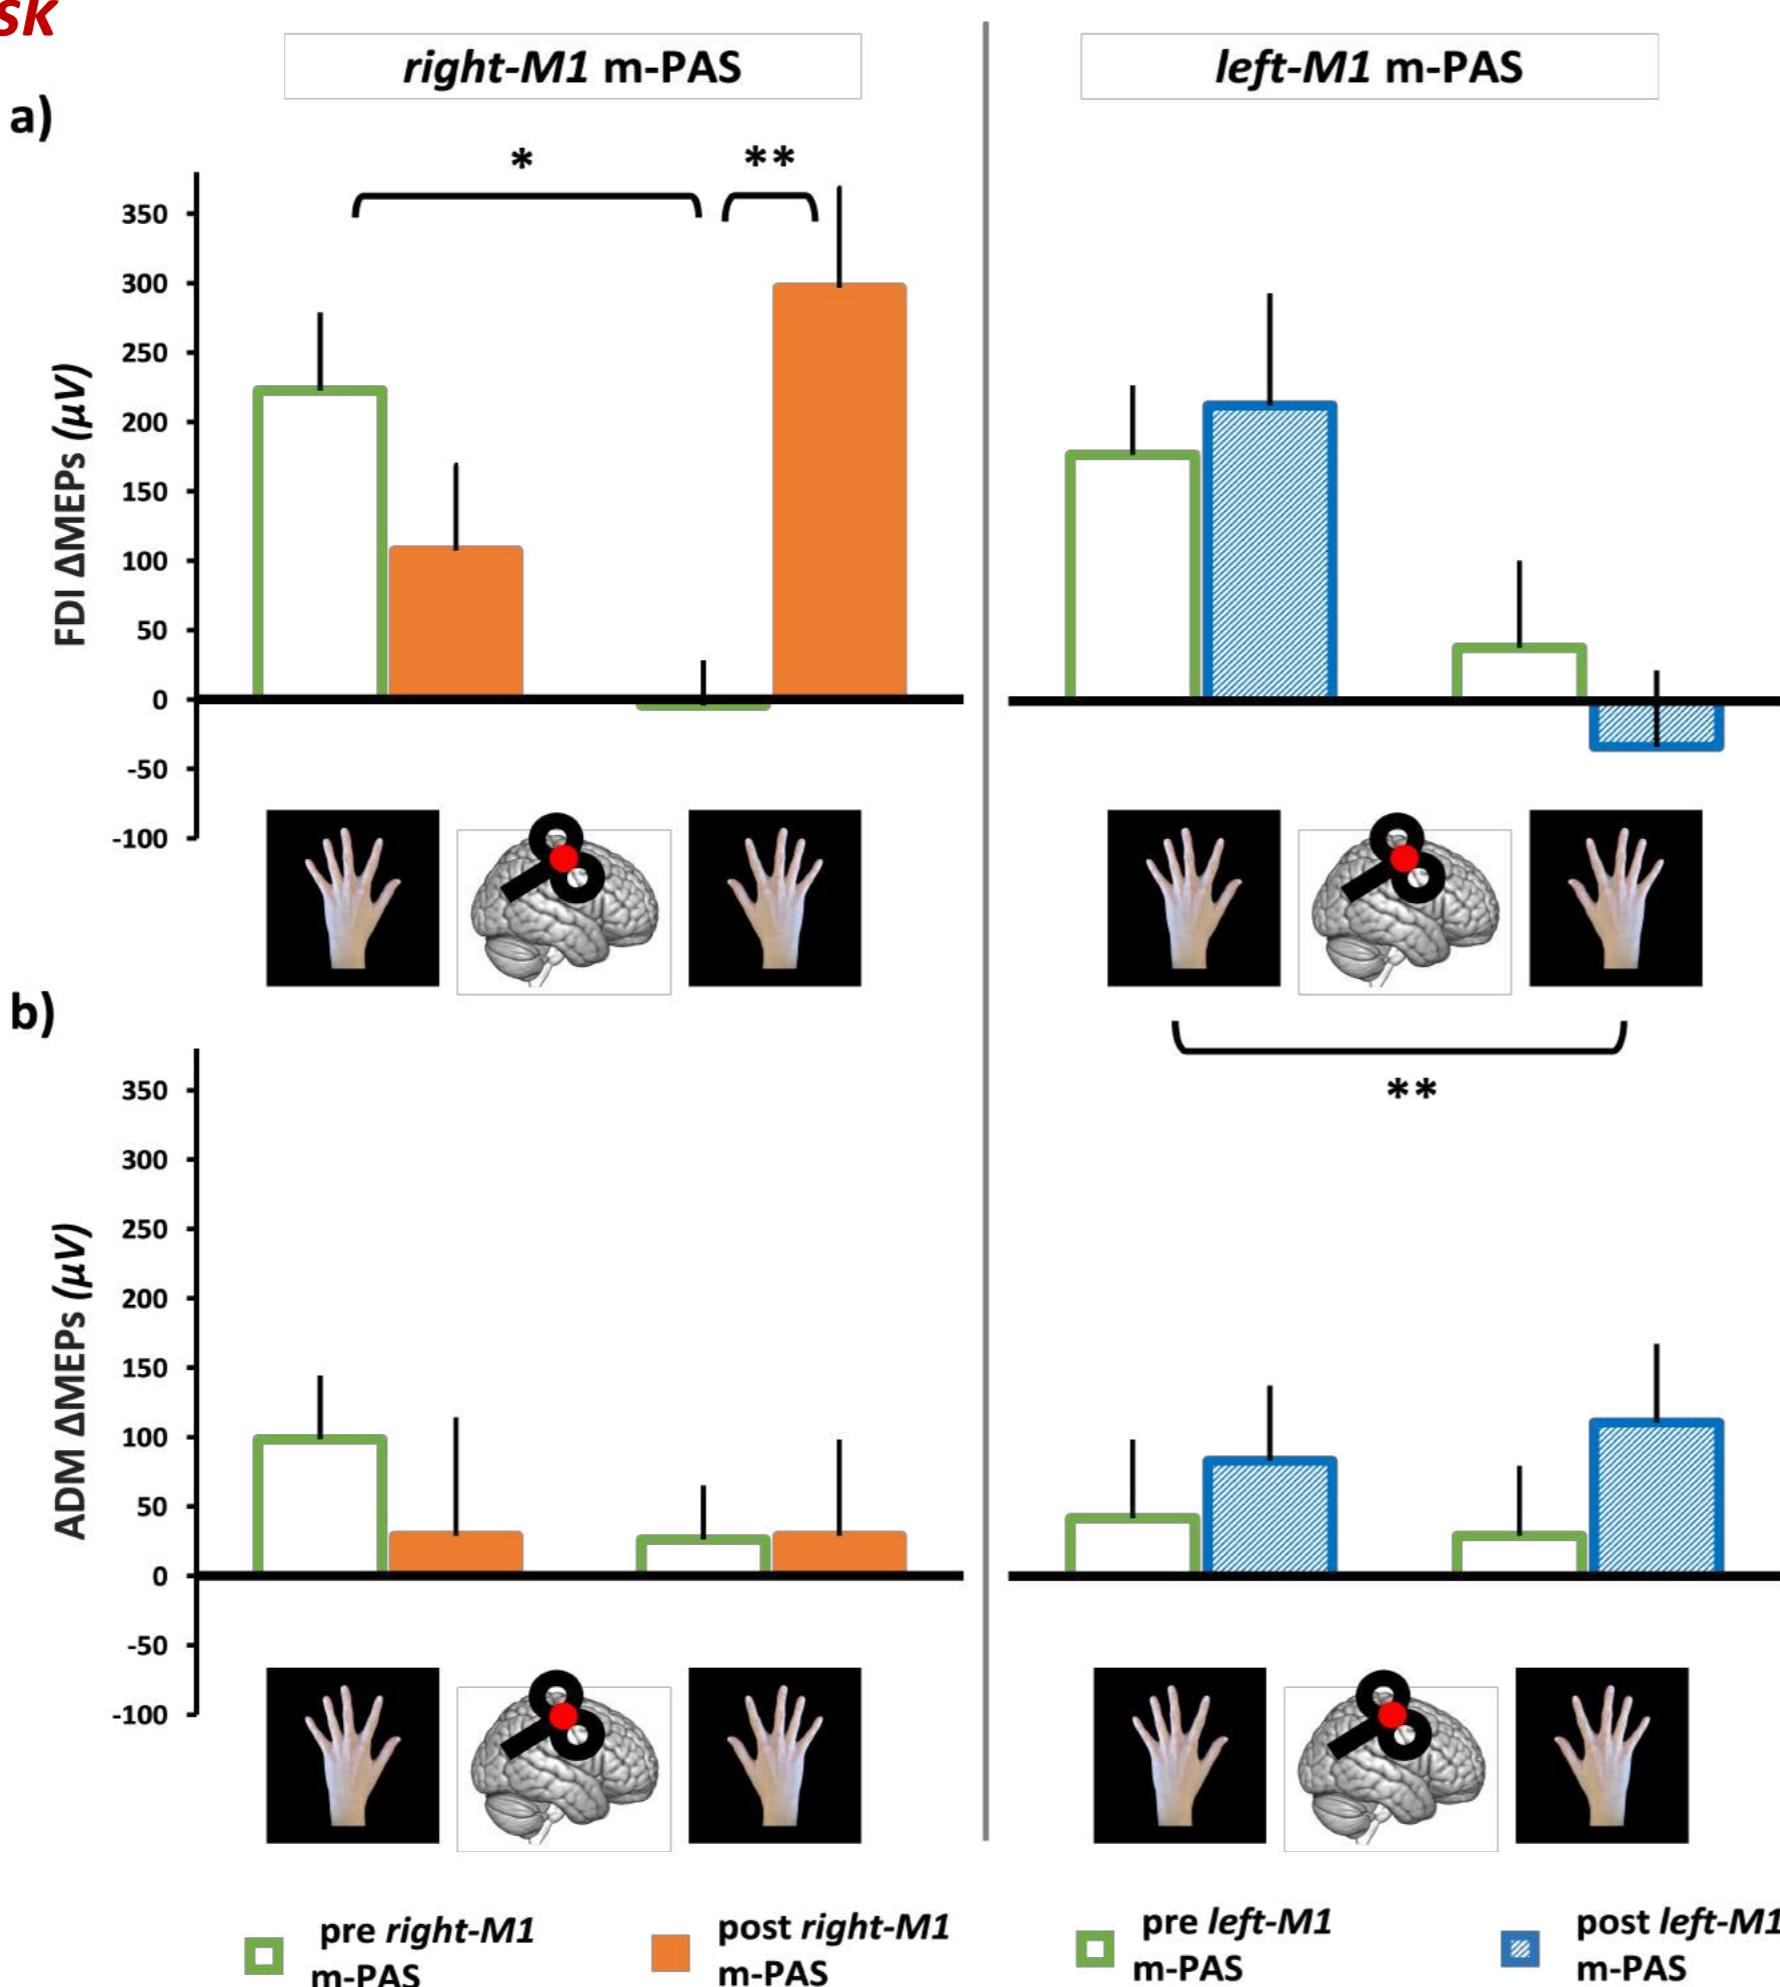 sk
right-M1 m-PAS
left-M1 m-PAS
a)
*
**
350
300
250
200
150
100
50
0
-50
-100
FDI ΔMEPs (µV)
b)
**
350
300
250
200
150
100
50
0
-50
-100
ADM ΔMEPs (µV)
pre right-M1
m-PAS
post right-M1
m-PAS
pre left-M1
m-PAS
post left-M1
m-PAS